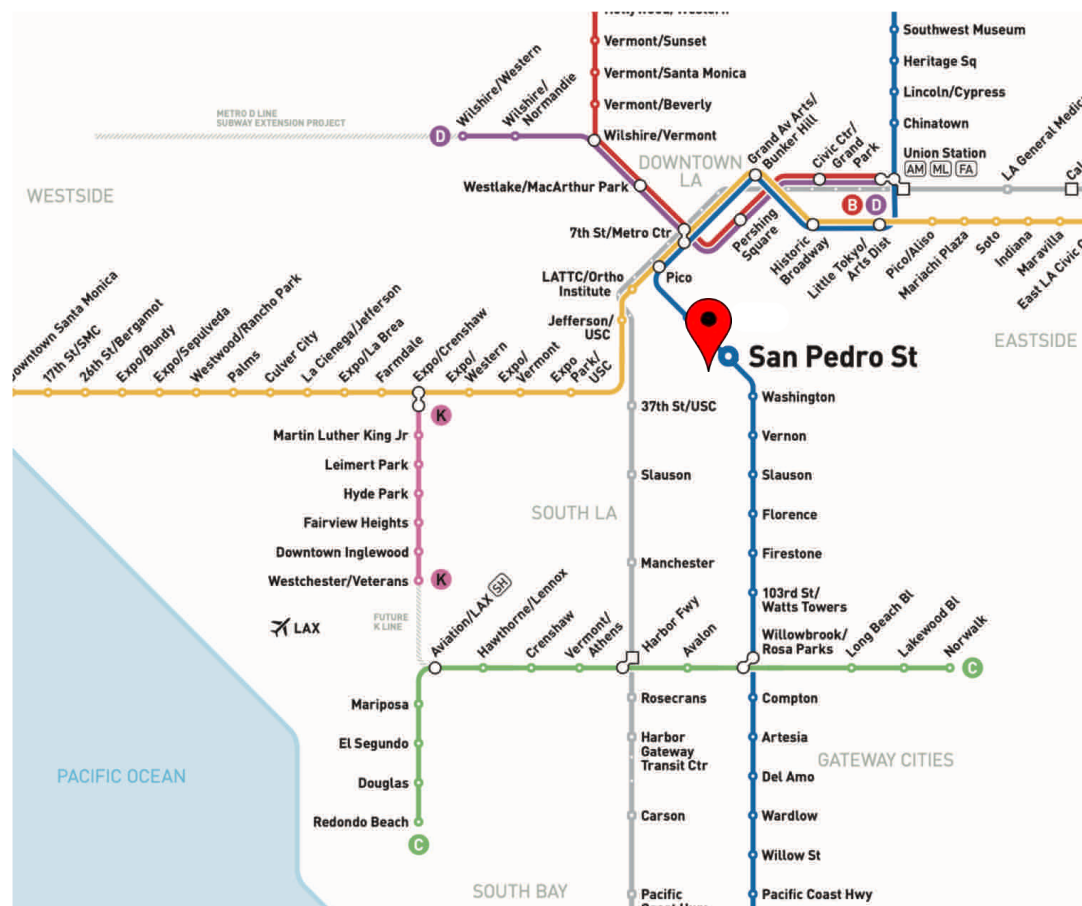 Vermont/Sunset
Vermont/Santa Monica
Vermont/Beverly
Wilshire/Vermont
Southwest Museum
Heritage Sq
Lincoln/Cypress
Chinatown
Union Station
AM ML FA
METRO D LINE
SUBWAY EXTENSION PROJECT
D
Wilshire/Western
Wilshire/
Normandie
WESTSIDE
DOWNTOWN
LA
Westlake/MacArthur Park
7th St/Metro Ctr
Grand Av Arts/
Bunker Hill
Civic Ctr/
Grand
Park
B D
Pershing
Square
Historic
Broadway
Little Tokyo/
Arts Dist
Pico/Aliso
Mariachi Plaza
Soto
Indiana
Maravilla
East LA Civic
LA General Medic
Cal
LATTC/Ortho
Institute
Pico
Jefferson/
USC
EASTSIDE
San Pedro St
Downtown Santa Monica
17th St/SMC
26th St/Bergamot
Expo/Bundy
Expo/Sepulveda
Westwood/Rancho Park
Palms
Culver City
La Cienega/Jefferson
Expo/La Brea
Farmdale
Expo/Crenshaw
Expo/
Western
Expo/
Vermont
Expo
Park/
USC
K
Martin Luther King Jr
Leimert Park
Hyde Park
Fairview Heights
Downtown Inglewood
Westchester/Veterans
K
FUTURE
K LINE
LAX
37th St/USC
Slauson
SOUTH LA
Manchester
Washington
Vernon
Slauson
Florence
Firestone
103rd St/
Watts Towers
Willowbrook/
Rosa Parks
Aviation/LAX SH
Hawthorne/Lennox
Crenshaw
Vermont/
Athens
Harbor Fwy
Avalon
Long Beach Bl
Lakewood Bl
Norwalk
C
Mariposa
El Segundo
Douglas
Redondo Beach
C
Rosecrans
Harbor
Gateway
Transit Ctr
Carson
Pacific
Compton
Artesia
Del Amo
Wardlow
Willow St
Pacific Coast Hwy
GATEWAY CITIES
PACIFIC OCEAN
SOUTH BAY